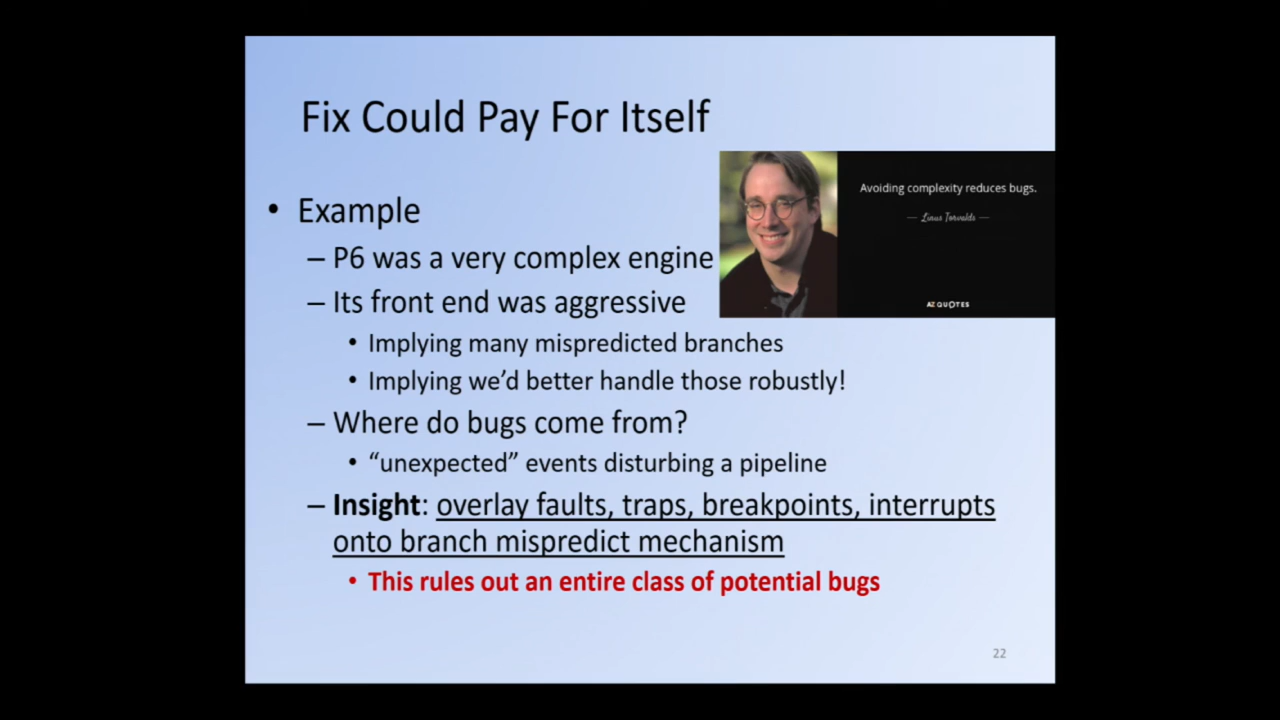 Fix Could Pay For Itself
Avoiding complexity reduces bugs.
— Linus Torvalds —
AZ QUOTES
• Example
– P6 was a very complex engine
– Its front end was aggressive
• Implying many mispredicted branches
• Implying we’d better handle those robustly!
– Where do bugs come from?
• “unexpected” events disturbing a pipeline
– Insight: overlay faults, traps, breakpoints, interrupts
onto branch mispredict mechanism
• This rules out an entire class of potential bugs
22